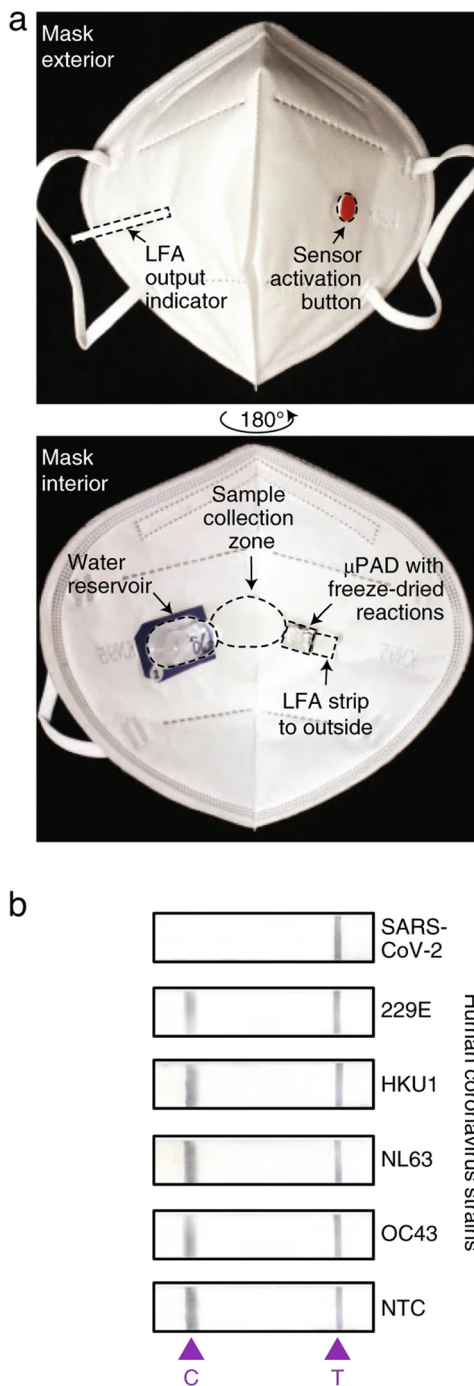 a
Mask
exterior
LFA
output
indicator
Sensor
activation
button
180°
Mask
interior
Sample
collection
zone
Water
reservoir
μPAD with
freeze-dried
reactions
LFA strip
to outside
KN95
b
SARS-
CoV-2
229E
HKU1
NL63
OC43
NTC
Human coronavirus strains
C
T